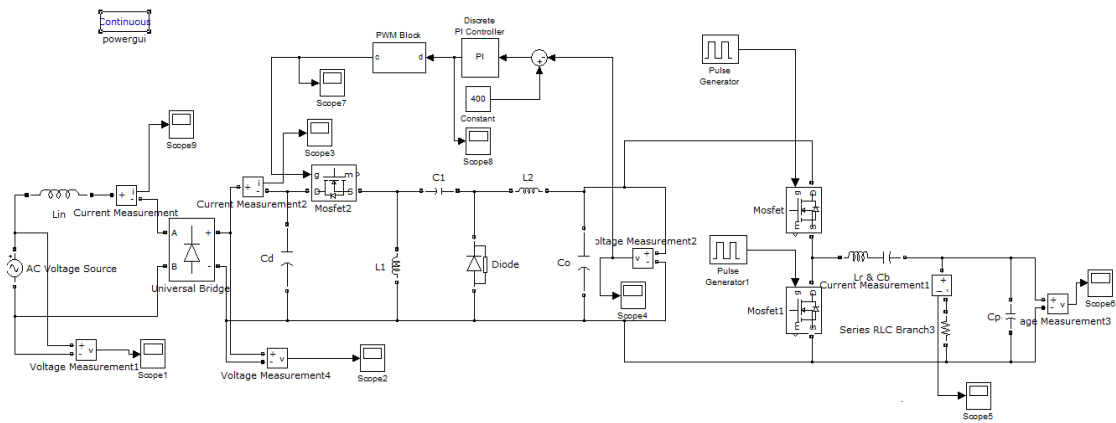 Continuous
powergui
Discrete
PI Controller
PWM Block
c
d
PI
- +
400
Constant
Scope7
Scope8
Scope9
Scope3
Pulse
Generator
+ - i
Current Measurement
Lin
+ - i
Current Measurement2
g
m
D
S
Mosfet2
C1
L2
Cd
L1
Diode
Co
oltage Measurement2
v + -
Scope4
AC Voltage Source
A
B
+
-
Universal Bridge
+ - v
Voltage Measurement1
Scope1
+ - v
Voltage Measurement4
Scope2
Mosfet
g
D
m
S
Pulse
Generator1
Mosfet1
g
D
m
S
Lr & Cb
Current Measurement1
+ i -
Series RLC Branch3
Cp
+ - v
age Measurement3
Scope6
Scope5